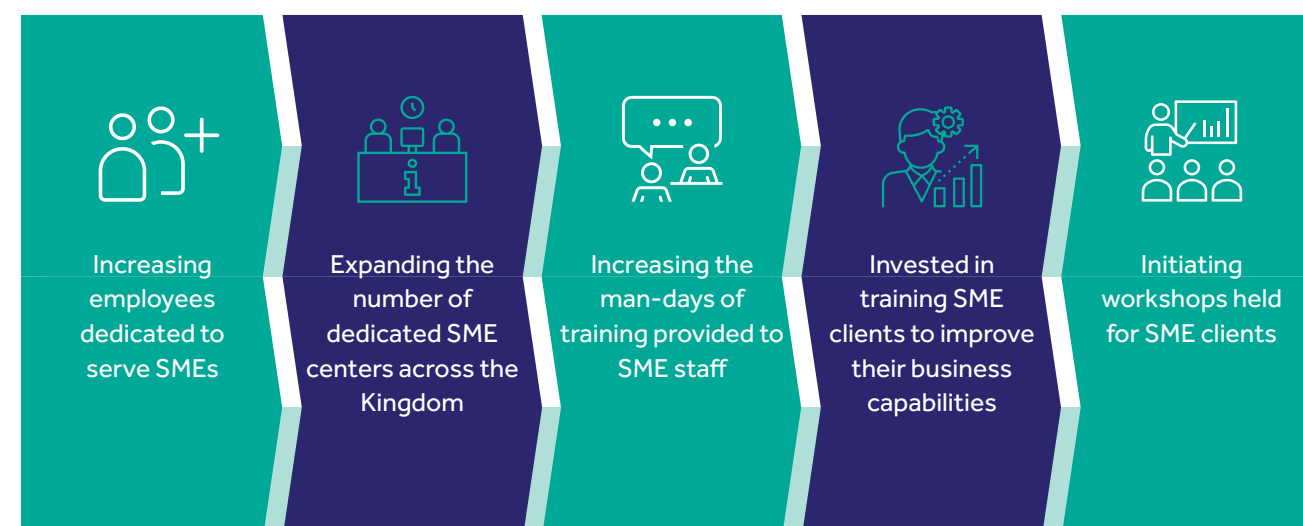 Increasing
employees
dedicated to
serve SMEs
Expanding the
number of
dedicated SME
centers across the
Kingdom
Increasing the
man-days of
training provided to
SME staff
Invested in
training SME
clients to improve
their business
capabilities
Initiating
workshops held
for SME clients